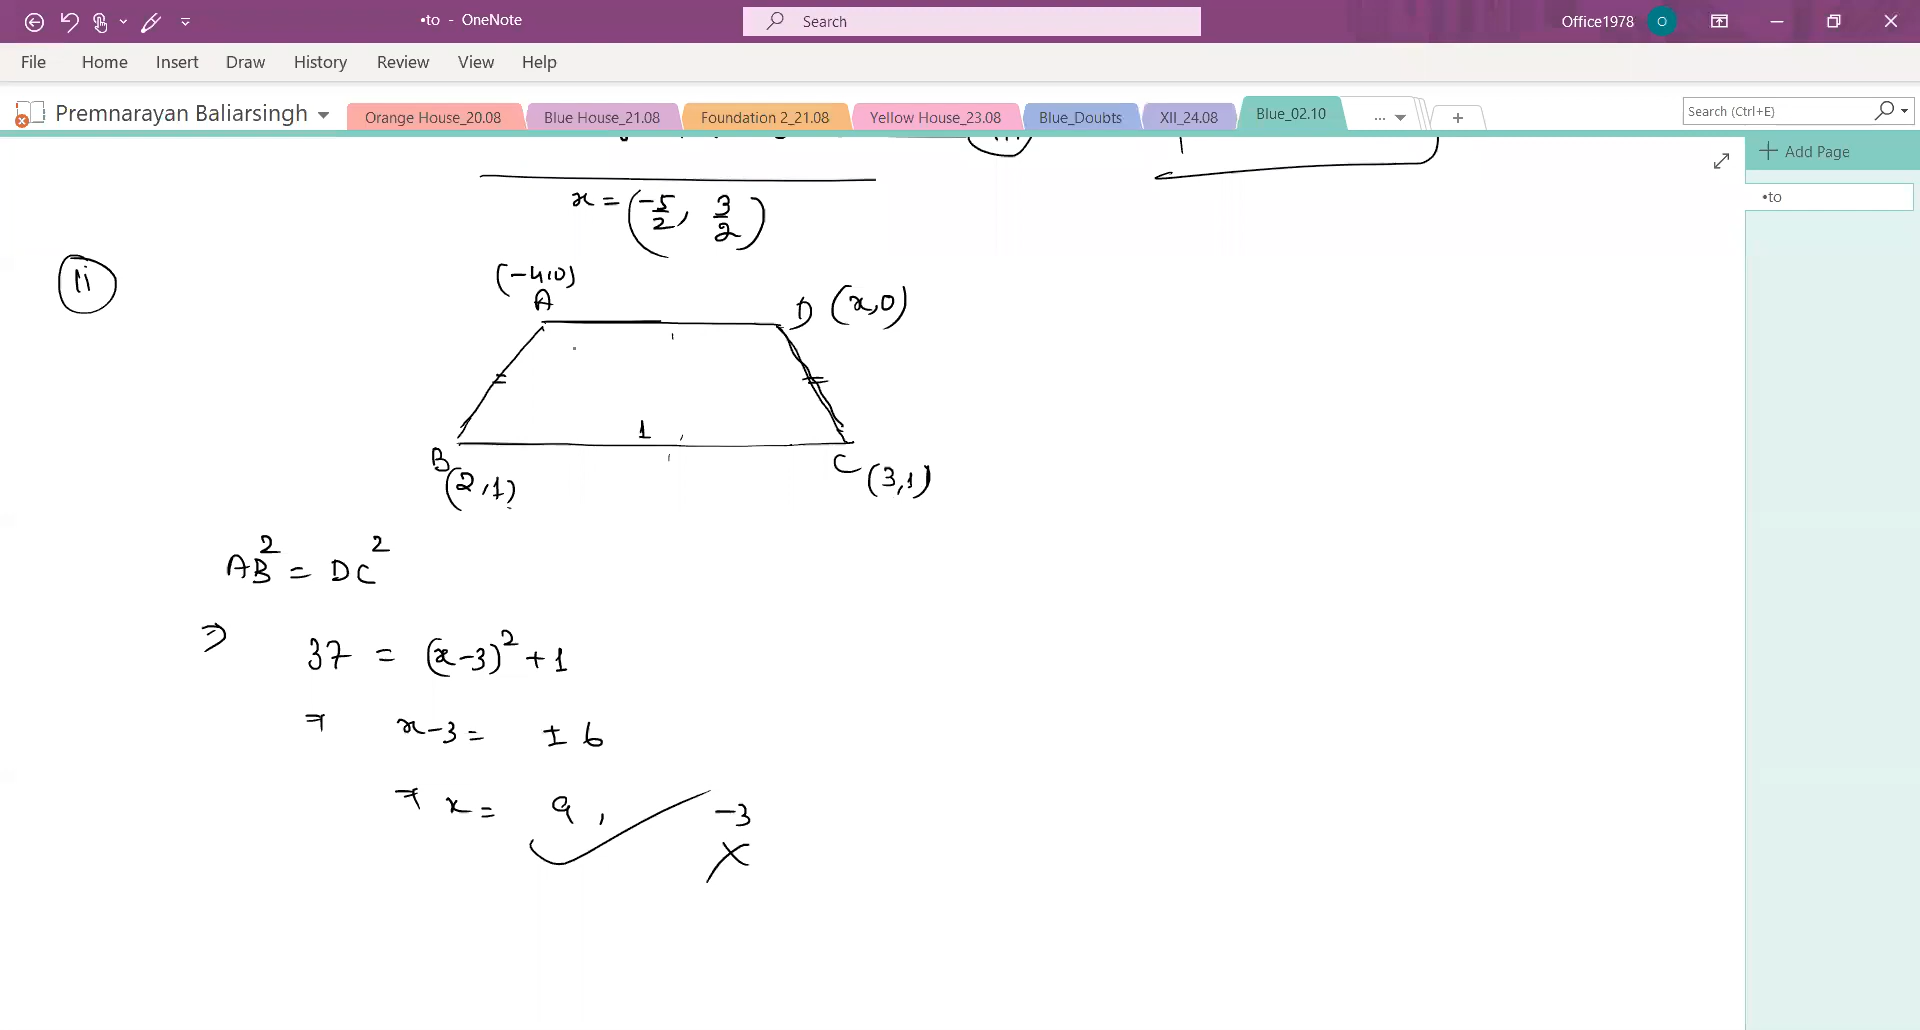 •to - OneNote
Search
Office1978
O
File Home Insert Draw History Review View Help
Premnarayan Baliarsingh
Orange House_20.08 Blue House_21.08 Foundation 2_21.08 Yellow House_23.08 Blue_Doubts XII_24.08 Blue_02.10 ... +
Search (Ctrl+E)
+ Add Page
•to
x = (-5/2, 3/2)
ii
(-4,0)
A
D (x,0)
1
B
(2,1)
C (3,1)
AB² = DC²
⇒ 37 = (x-3)² + 1
⇒ x-3 = ± 6
⇒ x = 9, -3